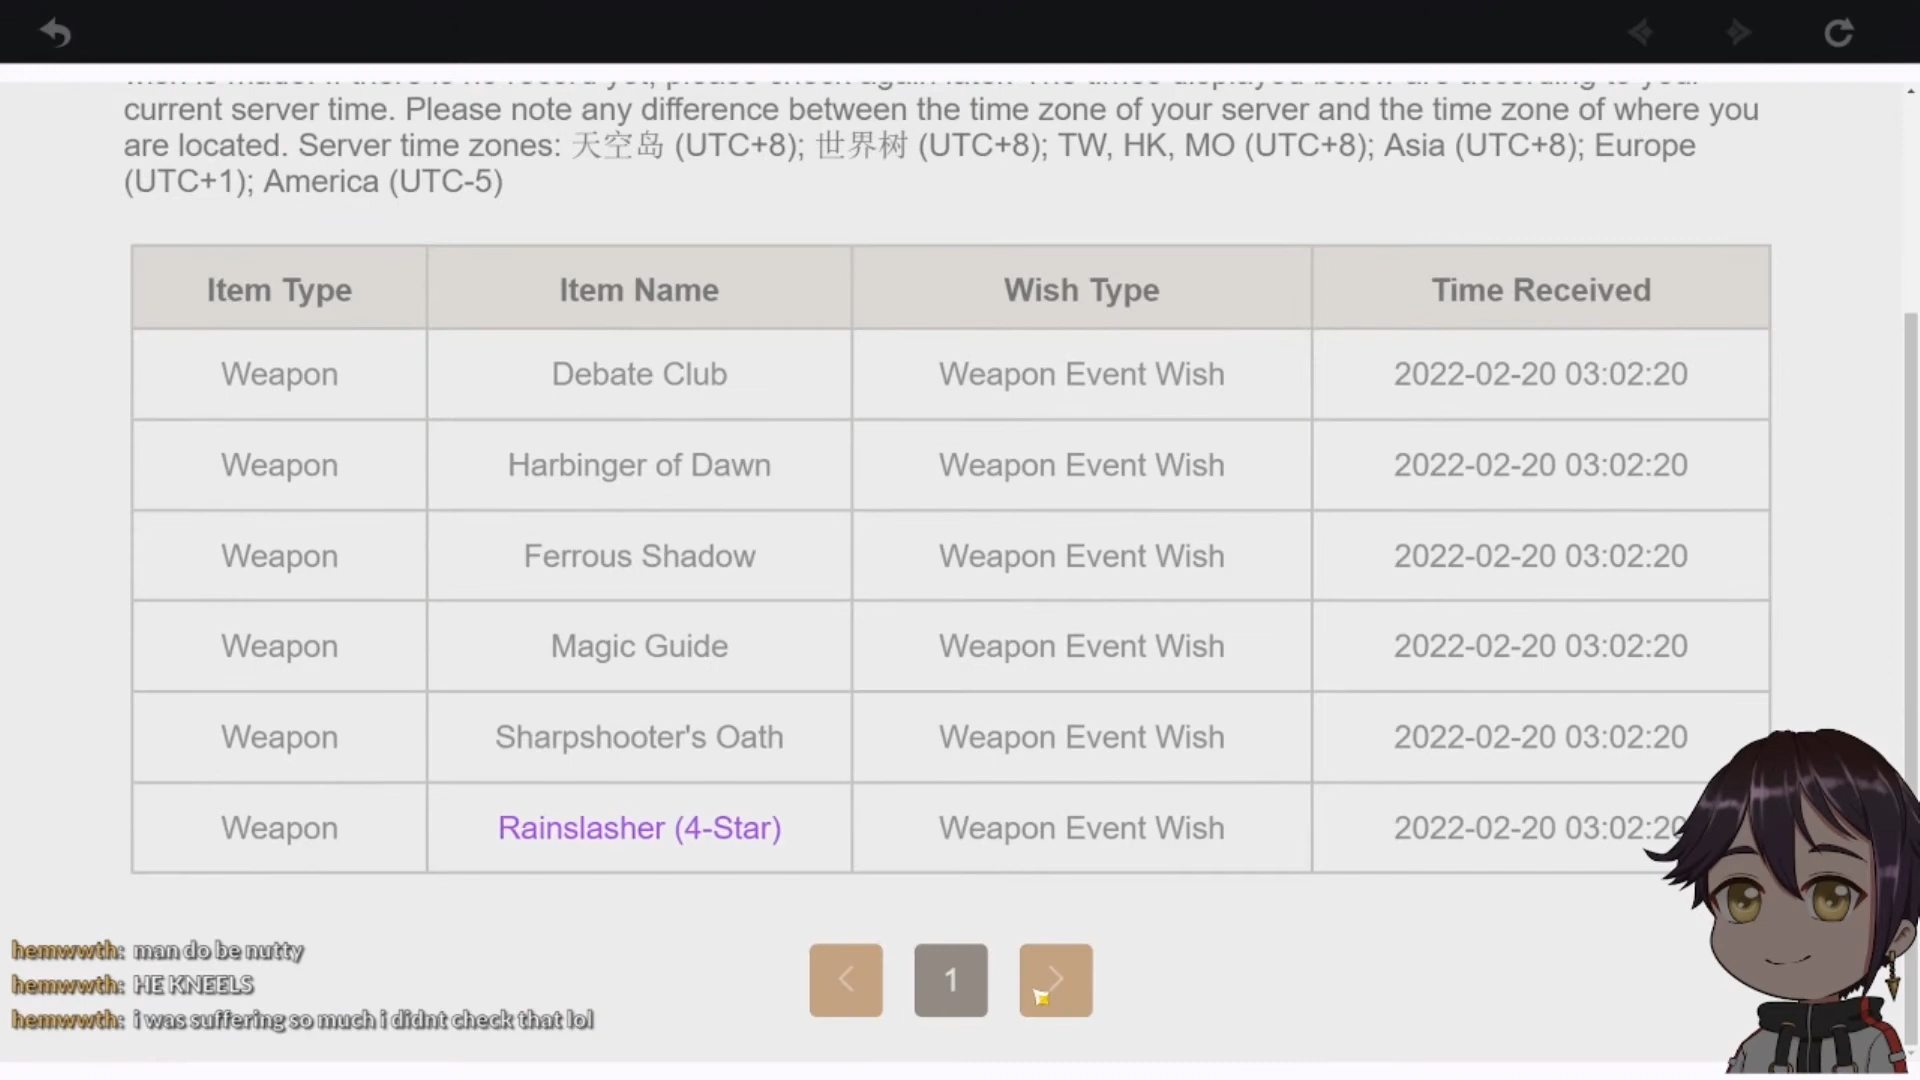 current server time. Please note any difference between the time zone of your server and the time zone of where you
are located. Server time zones: 天空岛 (UTC+8); 世界树 (UTC+8); TW, HK, MO (UTC+8); Asia (UTC+8); Europe
(UTC+1); America (UTC-5)
Item Type Item Name Wish Type Time Received
Weapon Debate Club Weapon Event Wish 2022-02-20 03:02:20
Weapon Harbinger of Dawn Weapon Event Wish 2022-02-20 03:02:20
Weapon Ferrous Shadow Weapon Event Wish 2022-02-20 03:02:20
Weapon Magic Guide Weapon Event Wish 2022-02-20 03:02:20
Weapon Sharpshooter's Oath Weapon Event Wish 2022-02-20 03:02:20
Weapon Rainslasher (4-Star) Weapon Event Wish 2022-02-20 03:02:20
1
hemwwth: man do be nutty
hemwwth: HE KNEELS
hemwwth: i was suffering so much i didnt check that lol